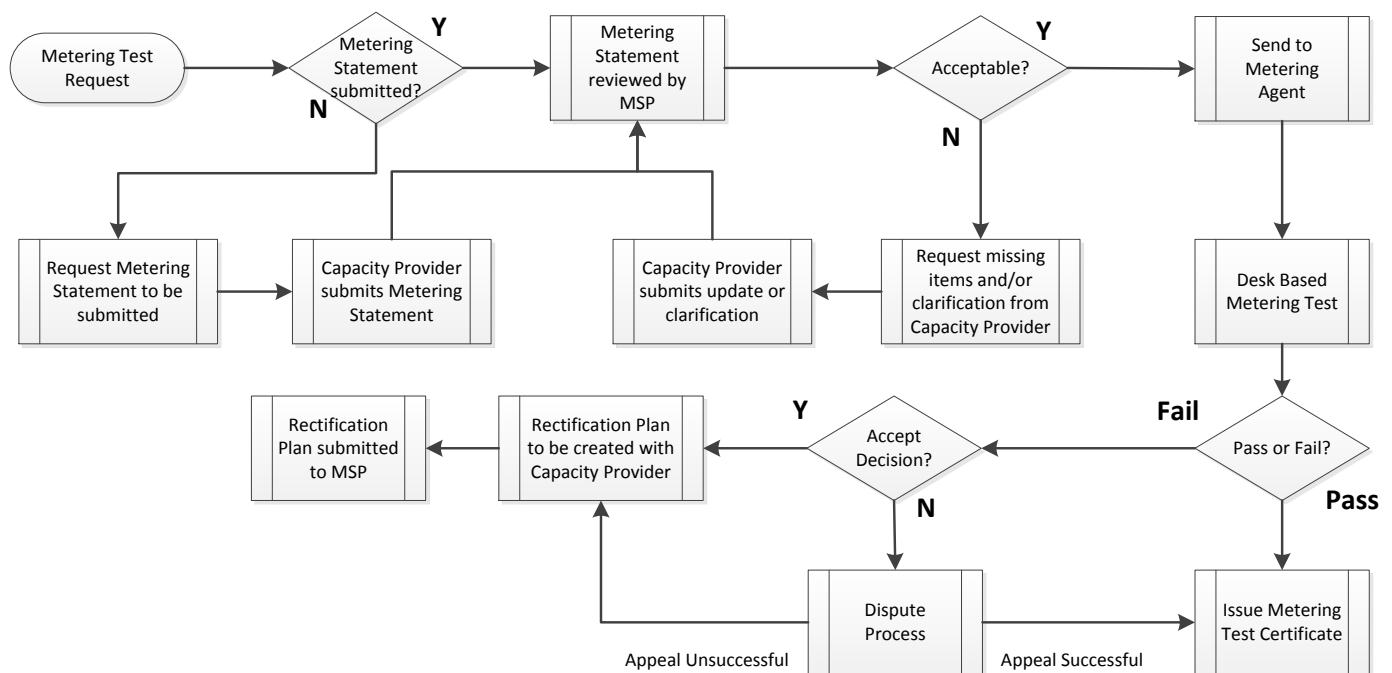 Metering Test
Request
Metering
Statement
submitted?
Y
N
Metering
Statement
reviewed by
MSP
Acceptable?
Y
N
Send to
Metering
Agent
Request Metering
Statement to be
submitted
Capacity Provider
submits Metering
Statement
Capacity Provider
submits update or
clarification
Request missing
items and/or
clarification from
Capacity Provider
Desk Based
Metering Test
Rectification
Plan submitted
to MSP
Rectification Plan
to be created with
Capacity Provider
Y
Accept
Decision?
N
Fail
Pass or Fail?
Pass
Dispute
Process
Issue Metering
Test Certificate
Appeal Unsuccessful
Appeal Successful